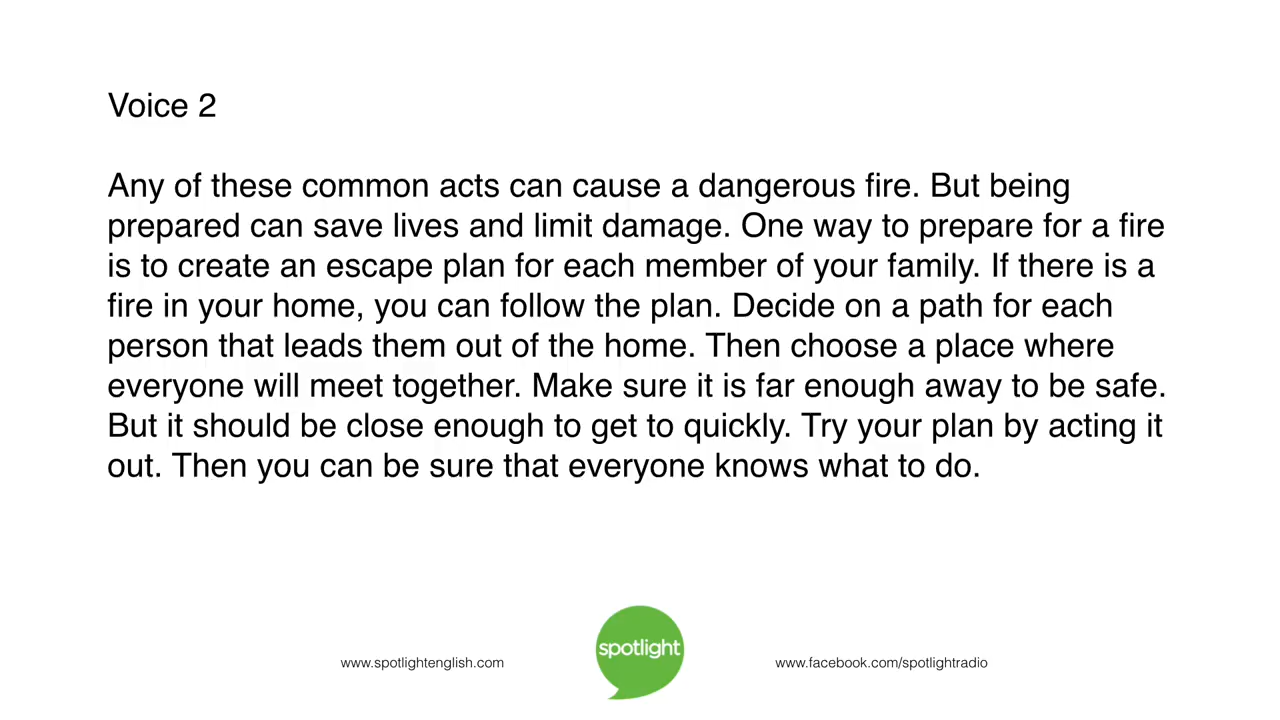 Voice 2
Any of these common acts can cause a dangerous fire. But being
prepared can save lives and limit damage. One way to prepare for a fire
is to create an escape plan for each member of your family. If there is a
fire in your home, you can follow the plan. Decide on a path for each
person that leads them out of the home. Then choose a place where
everyone will meet together. Make sure it is far enough away to be safe.
But it should be close enough to get to quickly. Try your plan by acting it
out. Then you can be sure that everyone knows what to do.
www.spotlightenglish.com
spotlight
www.facebook.com/spotlightradio